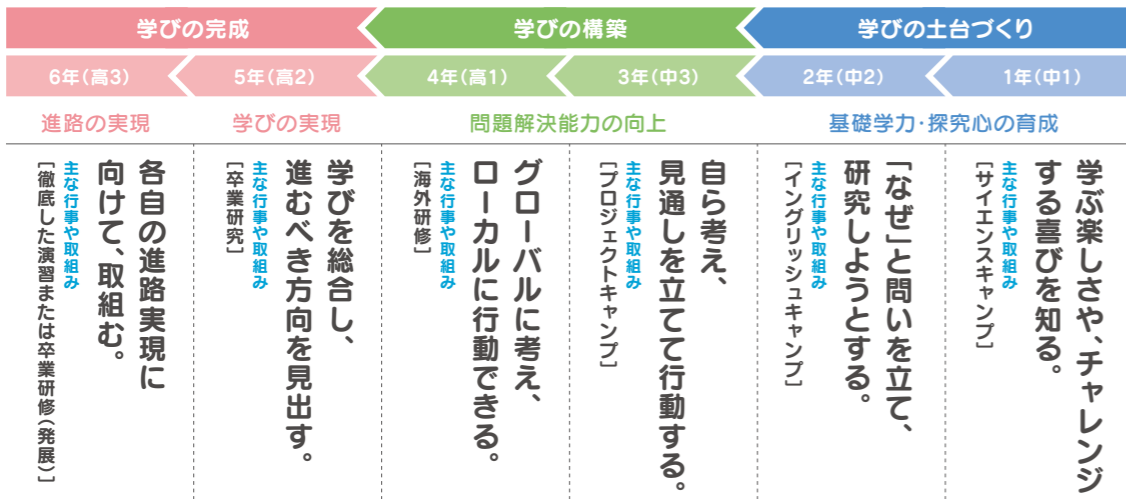 学びの土台づくり
学びの構築
学びの完成
1年(中1)
2年(中2)
3年(中3)
4年(高1)
5年(高2)
6年(高3)
基礎学力・探究心の育成
問題解決能力の向上
学びの実現
進路の実現
学ぶ楽しさや、チャレンジ
する喜びを知る。
主な行事や取組み
[サイエンスキャンプ]
「なぜ」と問いを立て、
研究しようとする。
主な行事や取組み
[イングリッシュキャンプ]
自ら考え、
見通しを立てて行動する。
主な行事や取組み
[プロジェクトキャンプ]
グローバルに考え、
ローカルに行動できる。
主な行事や取組み
[海外研修]
学びを総合し、
進むべき方向を見出す。
主な行事や取組み
[卒業研究]
各自の進路実現に
向けて、取組む。
主な行事や取組み
[徹底した演習または卒業研修(発展)]